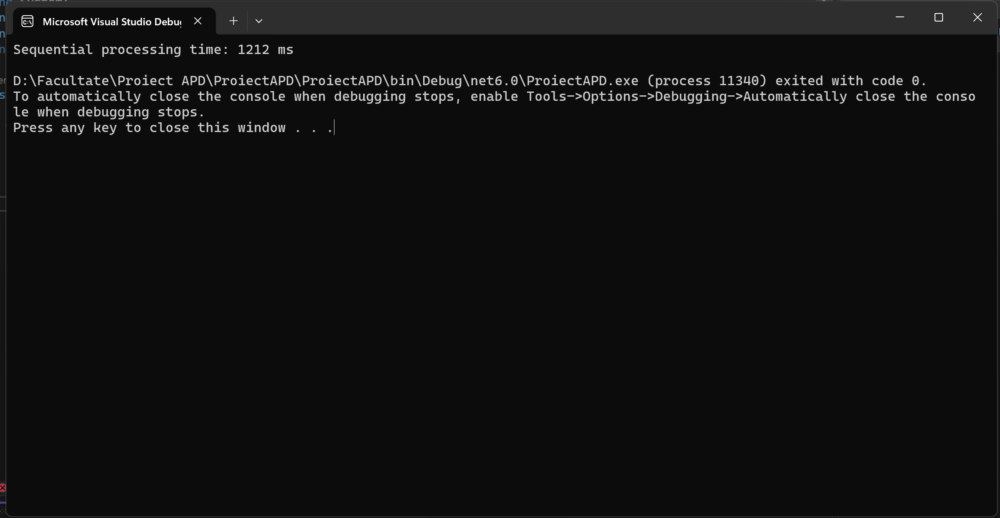 Microsoft Visual Studio Debu
Sequential processing time: 1212 ms
D:\Facultate\Proiect APD\ProiectAPD\ProiectAPD\bin\Debug\net6.0\ProiectAPD.exe (process 11340) exited with code 0.
To automatically close the console when debugging stops, enable Tools->Options->Debugging->Automatically close the conso
le when debugging stops.
Press any key to close this window . . .